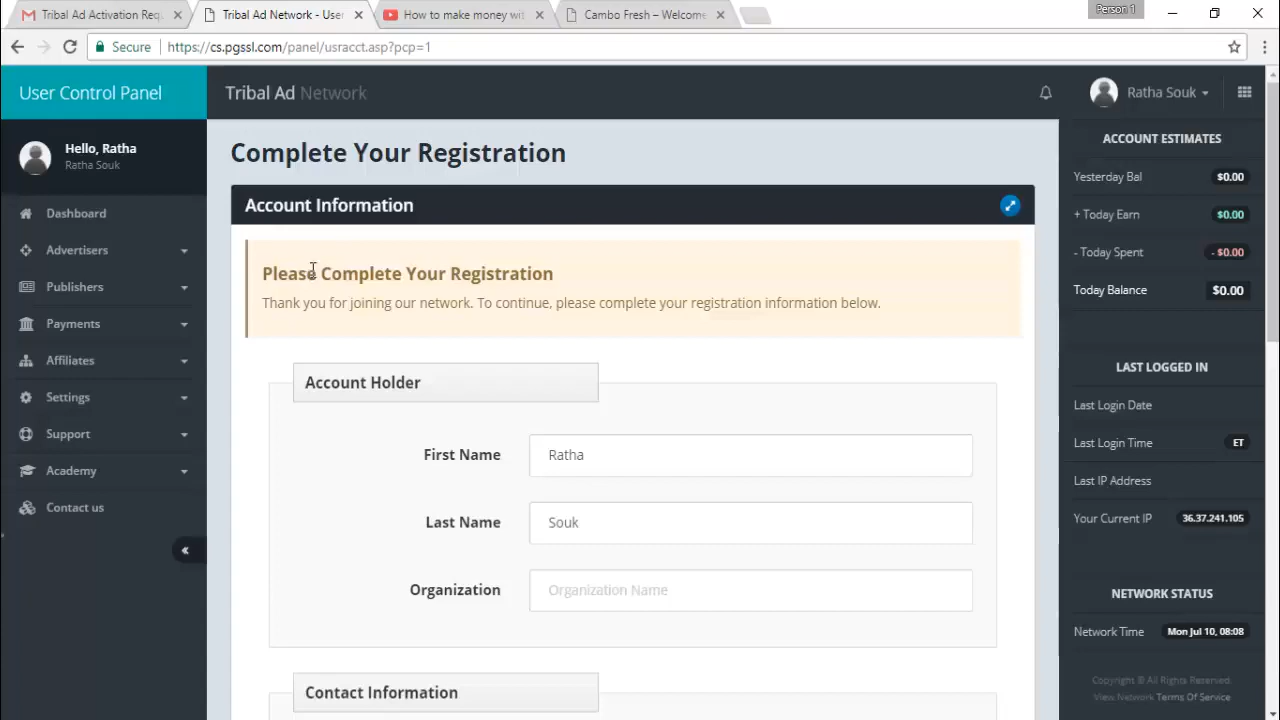 Tribal Ad Activation Req
Tribal Ad Network - User
How to make money wit
Cambo Fresh – Welcome
Person 1
Secure
https://cs.pgssl.com/panel/usracct.asp?pcp=1
User Control Panel
Tribal Ad Network
Ratha Souk
Hello, Ratha
Ratha Souk
Dashboard
Advertisers
Publishers
Payments
Affiliates
Settings
Support
Academy
Contact us
Complete Your Registration
Account Information
Please Complete Your Registration
Thank you for joining our network. To continue, please complete your registration information below.
Account Holder
First Name
Ratha
Last Name
Souk
Organization
Organization Name
Contact Information
ACCOUNT ESTIMATES
Yesterday Bal $0.00
+ Today Earn $0.00
- Today Spent - $0.00
Today Balance $0.00
LAST LOGGED IN
Last Login Date
Last Login Time ET
Last IP Address
Your Current IP 36.37.241.105
NETWORK STATUS
Network Time Mon Jul 10, 08:08
Copyright © All Rights Reserved.
View Network Terms Of Service